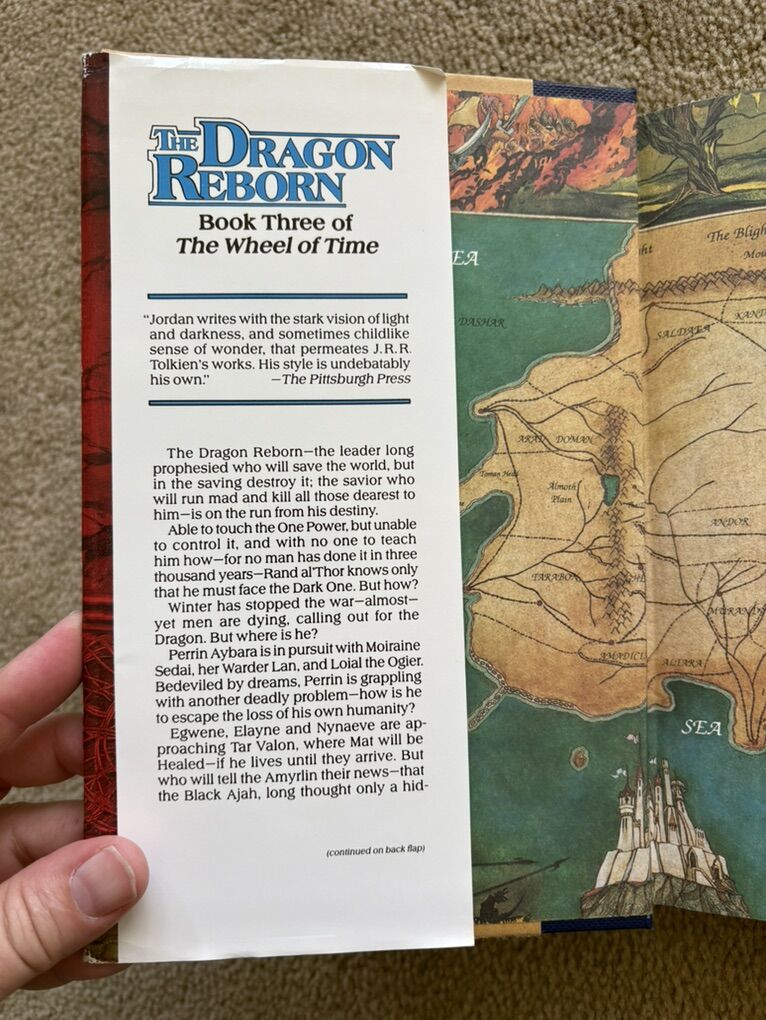 THE DRAGON
REBORN
Book Three of
The Wheel of Time
“Jordan writes with the stark vision of light
and darkness, and sometimes childlike
sense of wonder, that permeates J.R.R.
Tolkien's works. His style is undebatably
his own.” —The Pittsburgh Press
The Dragon Reborn—the leader long
prophesied who will save the world, but
in the saving destroy it; the savior who
will run mad and kill all those dearest to
him—is on the run from his destiny.
Able to touch the One Power, but unable
to control it, and with no one to teach
him how—for no man has done it in three
thousand years—Rand al'Thor knows only
that he must face the Dark One. But how?
Winter has stopped the war—almost—
yet men are dying, calling out for the
Dragon. But where is he?
Perrin Aybara is in pursuit with Moiraine
Sedai, her Warder Lan, and Loial the Ogier.
Bedeviled by dreams, Perrin is grappling
with another deadly problem—how is he
to escape the loss of his own humanity?
Egwene, Elayne and Nynaeve are ap-
proaching Tar Valon, where Mat will be
Healed—if he lives until they arrive. But
who will tell the Amyrlin their news—that
the Black Ajah, long thought only a hid-
(continued on back flap)
EA
DASHAR
ght
The Bligh
Mou
KAND
SALDAEA
ARAD DOMAN
Toman Head
Almoth
Plain
ANDOR
TARABON
GHE
MURANDY
AMADICIA
ALTARA
SEA